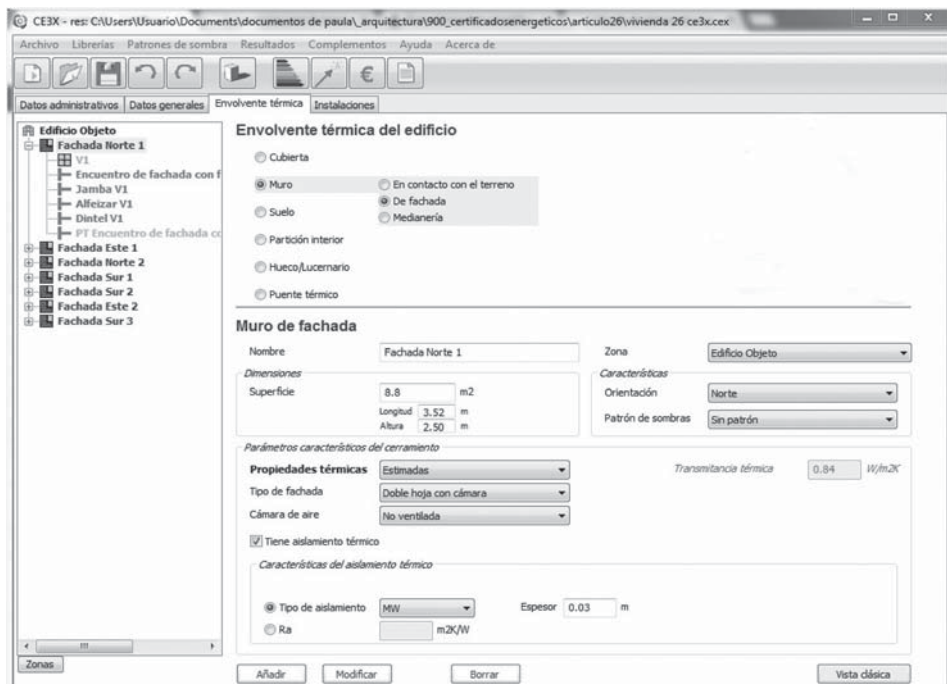 CE3X - res: C:\Users\Usuario\Documents\documentos de paula\_arquitectura\900_certificadosenergeticos\articulo26\vivienda 26 ce3x.cex
Archivo Librerías Patrones de sombra Resultados Complementos Ayuda Acerca de
Datos administrativos Datos generales Envolvente térmica Instalaciones
Edificio Objeto
Fachada Norte 1
V1
Encuentro de fachada con f
Jamba V1
Alfeizar V1
Dintel V1
PT Encuentro de fachada co
Fachada Este 1
Fachada Norte 2
Fachada Sur 1
Fachada Sur 2
Fachada Este 2
Fachada Sur 3
Zonas
Envolvente térmica del edificio
Cubierta
Muro
En contacto con el terreno
De fachada
Medianería
Suelo
Partición interior
Hueco/Lucernario
Puente térmico
Muro de fachada
Nombre Fachada Norte 1 Zona Edificio Objeto
Dimensiones
Superficie 8.8 m2
Longitud 3.52 m
Altura 2.50 m
Características
Orientación Norte
Patrón de sombras Sin patrón
Parámetros característicos del cerramiento
Propiedades térmicas Estimadas Transmitancia térmica 0.84 W/m2K
Tipo de fachada Doble hoja con cámara
Cámara de aire No ventilada
Tiene aislamiento térmico
Características del aislamiento térmico
Tipo de aislamiento MW Espesor 0.03 m
Ra m2K/W
Añadir Modificar Borrar Vista clásica